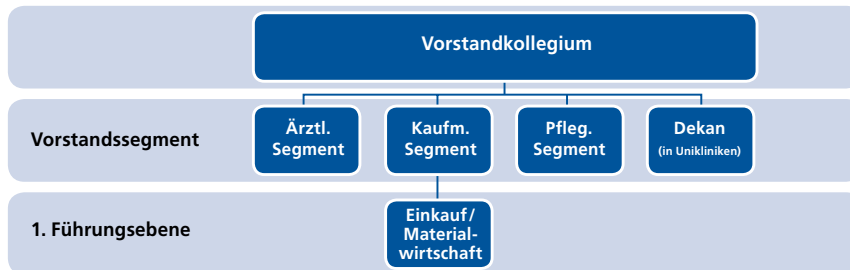 Vorstandkollegium
Vorstandssegment
Ärztl.
Segment
Kaufm.
Segment
Pfleg.
Segment
Dekan
(in Unikliniken)
1. Führungsebene
Einkauf/
Material-
wirtschaft